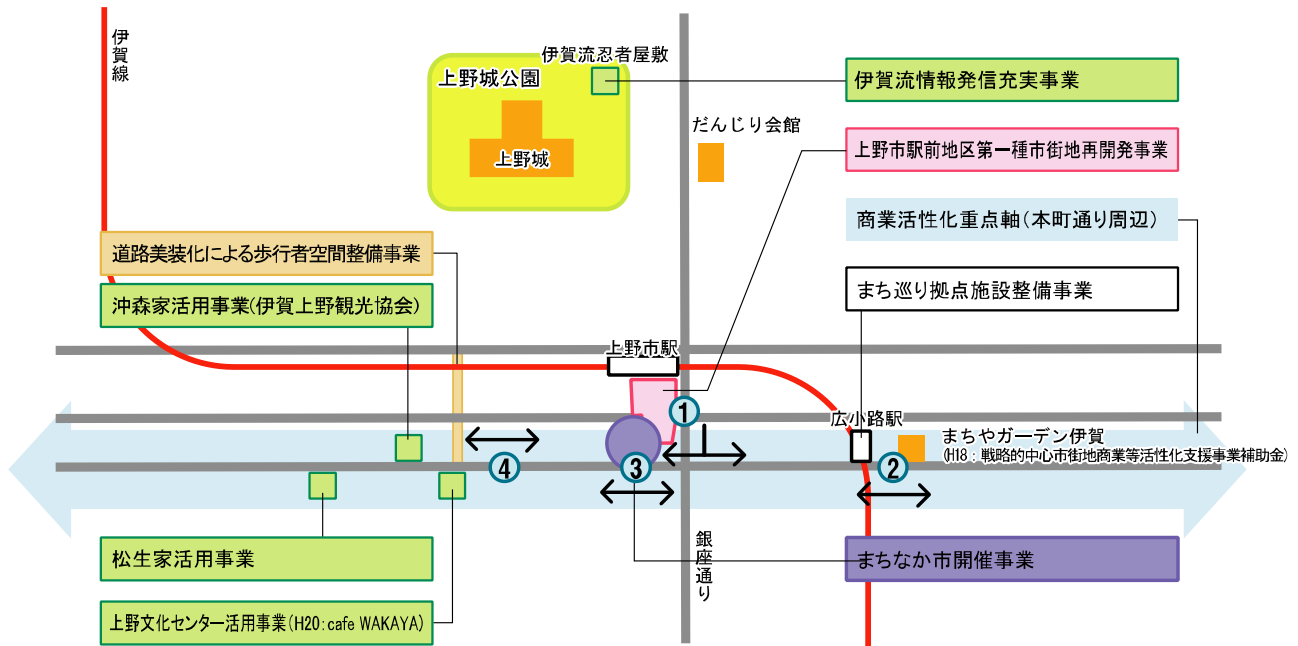 伊賀線
伊賀流忍者屋敷
上野城公園
上野城
だんじり会館
伊賀流情報発信充実事業
上野市駅前地区第一種市街地再開発事業
商業活性化重点軸(本町通り周辺)
まち巡り拠点施設整備事業
道路美装化による歩行者空間整備事業
沖森家活用事業(伊賀上野観光協会)
上野市駅
①
広小路駅
まちやガーデン伊賀
(H18:戦略的中心市街地商業等活性化支援事業補助金)
④
③
②
銀座通り
松生家活用事業
まちなか市開催事業
上野文化センター活用事業(H20:cafe WAKAYA)